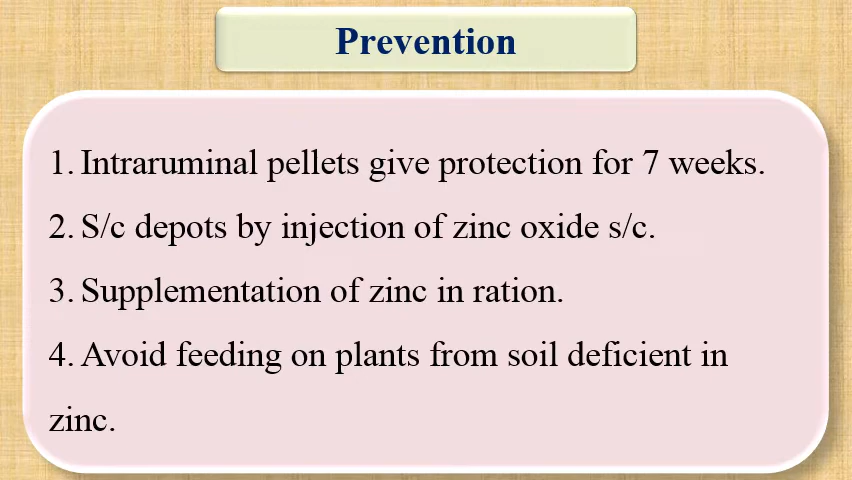 Prevention
1. Intraruminal pellets give protection for 7 weeks.
2. S/c depots by injection of zinc oxide s/c.
3. Supplementation of zinc in ration.
4. Avoid feeding on plants from soil deficient in
zinc.